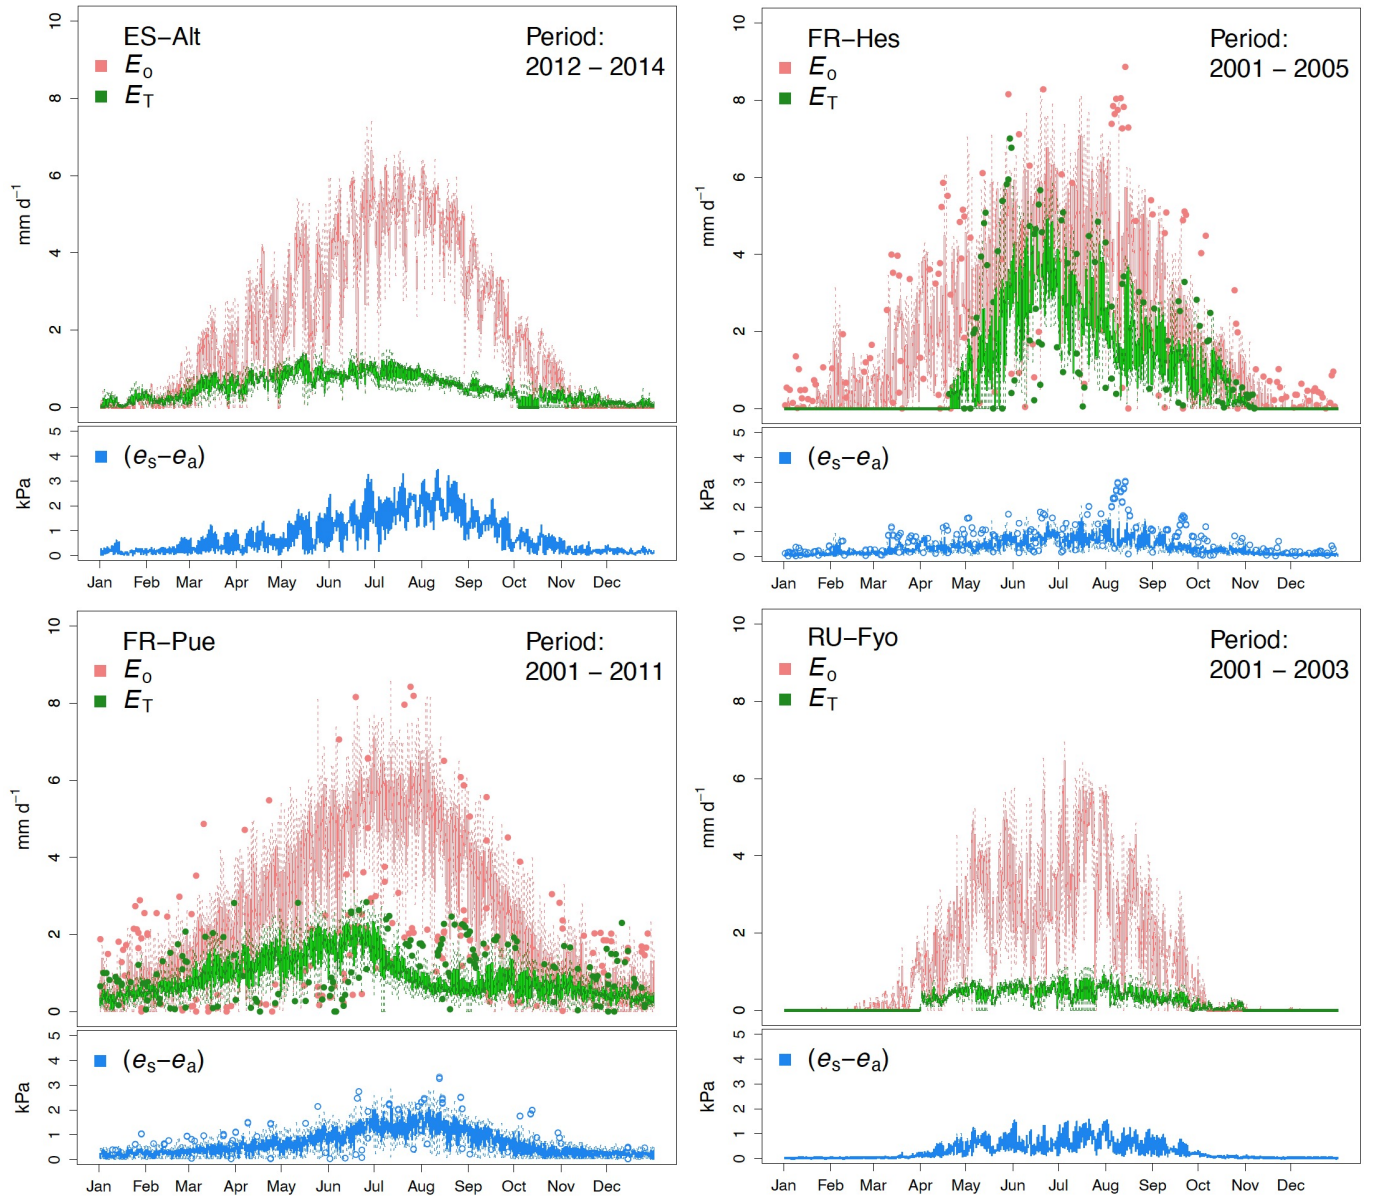 ES−Alt
Eo
ET
Period:
2012 − 2014
mm d−1
10
8
6
4
2
0
(es−ea)
kPa
5
4
3
2
1
0
Jan Feb Mar Apr May Jun Jul Aug Sep Oct Nov Dec
FR−Hes
Eo
ET
Period:
2001 − 2005
mm d−1
10
8
6
4
2
0
(es−ea)
kPa
5
4
3
2
1
0
Jan Feb Mar Apr May Jun Jul Aug Sep Oct Nov Dec
FR−Pue
Eo
ET
Period:
2001 − 2011
mm d−1
10
8
6
4
2
0
(es−ea)
kPa
5
4
3
2
1
0
Jan Feb Mar Apr May Jun Jul Aug Sep Oct Nov Dec
RU−Fyo
Eo
ET
Period:
2001 − 2003
mm d−1
10
8
6
4
2
0
(es−ea)
kPa
5
4
3
2
1
0
Jan Feb Mar Apr May Jun Jul Aug Sep Oct Nov Dec